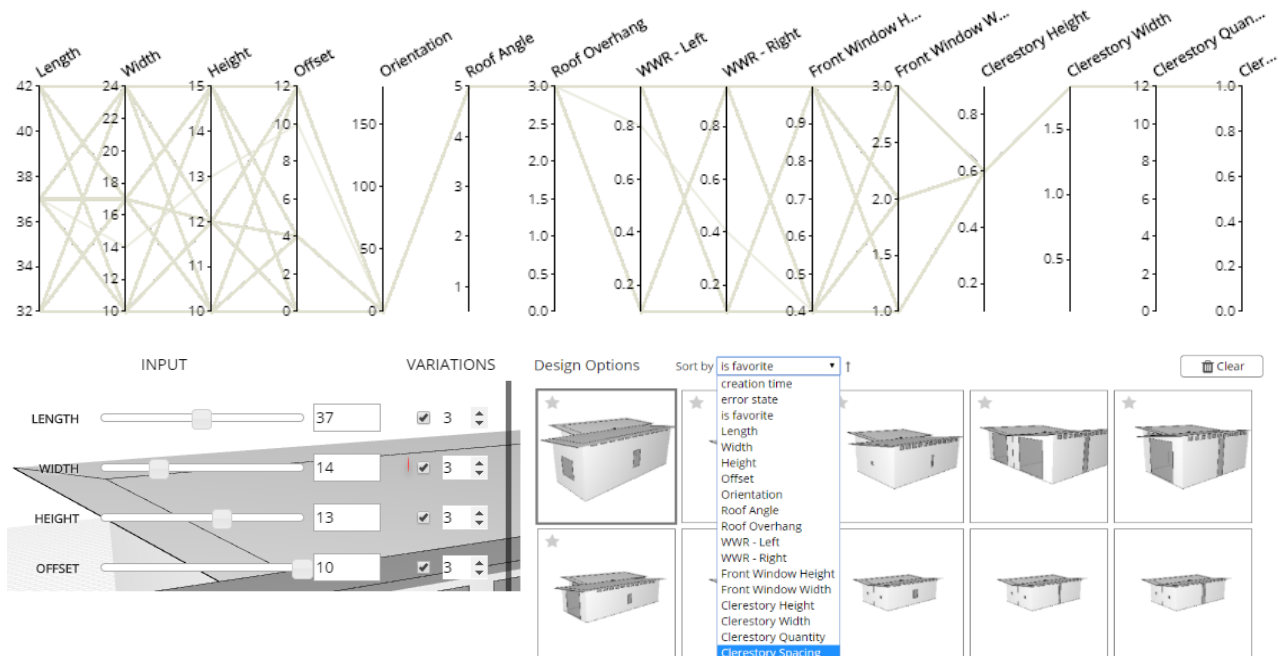 Length Width Height Offset Orientation Roof Angle Roof Overhang WWR - Left WWR - Right Front Window H... Front Window W... Clerestory Height Clerestory Width Clerestory Quan... Cler...
42 24 15 12 5 3.0 3.0 12 1.0
40 22 14 10 150 4 2.5 0.8 0.8 0.9 2.5 0.8 1.5 10 0.8
38 20 8 2.0 0.8 8
36 18 13 6 100 3 1.5 0.6 0.6 0.7 2.0 0.6 1.0 6 0.6
34 16 12 4 50 2 1.0 0.4 0.4 0.6 1.5 0.4 0.5 4 0.4
14 11 2 0.5 0.5 2 0.2
12 1 0.2 0.2 0.2
32 10 10 0 0 0.0 0.4 1.0 0 0.0
INPUT VARIATIONS
LENGTH 37 3
WIDTH 14 3
HEIGHT 13 3
OFFSET 10 3
Design Options Sort by is favorite ↑ Clear
creation time
error state
is favorite
Length
Width
Height
Offset
Orientation
Roof Angle
Roof Overhang
WWR - Left
WWR - Right
Front Window Height
Front Window Width
Clerestory Height
Clerestory Width
Clerestory Quantity
Clerestory Spacing